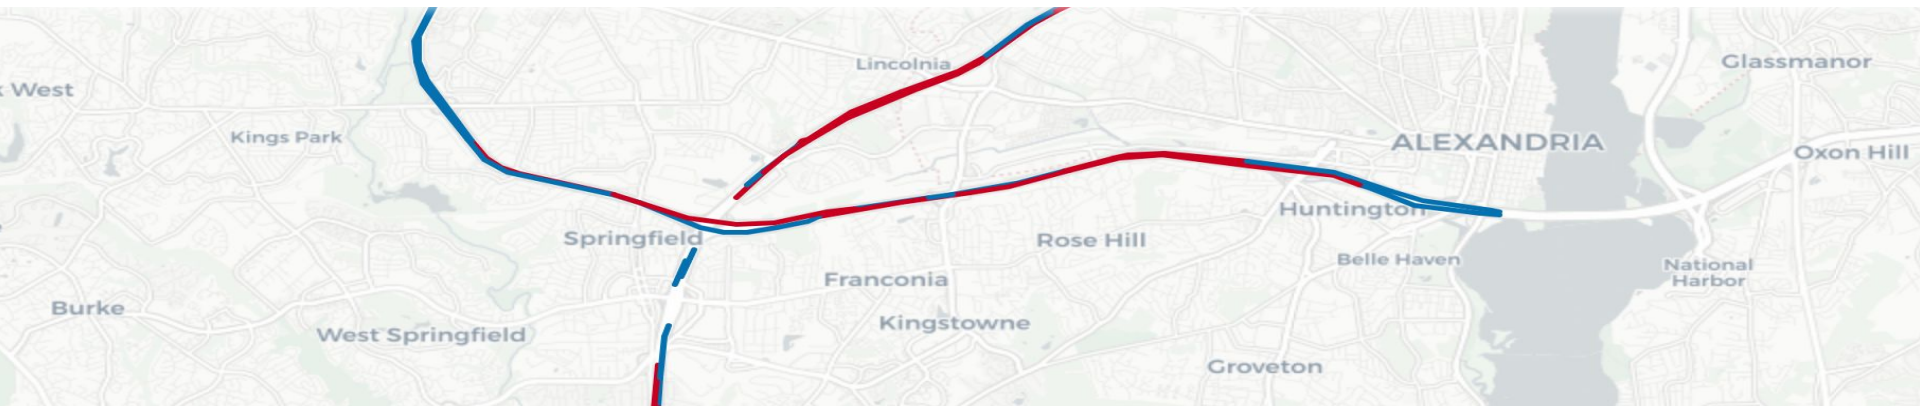 Lincolnia
Glassmanor
West
Kings Park
ALEXANDRIA
Oxon Hill
Huntington
Springfield
Rose Hill
Belle Haven
National
Harbor
Franconia
Burke
Kingstowne
West Springfield
Groveton